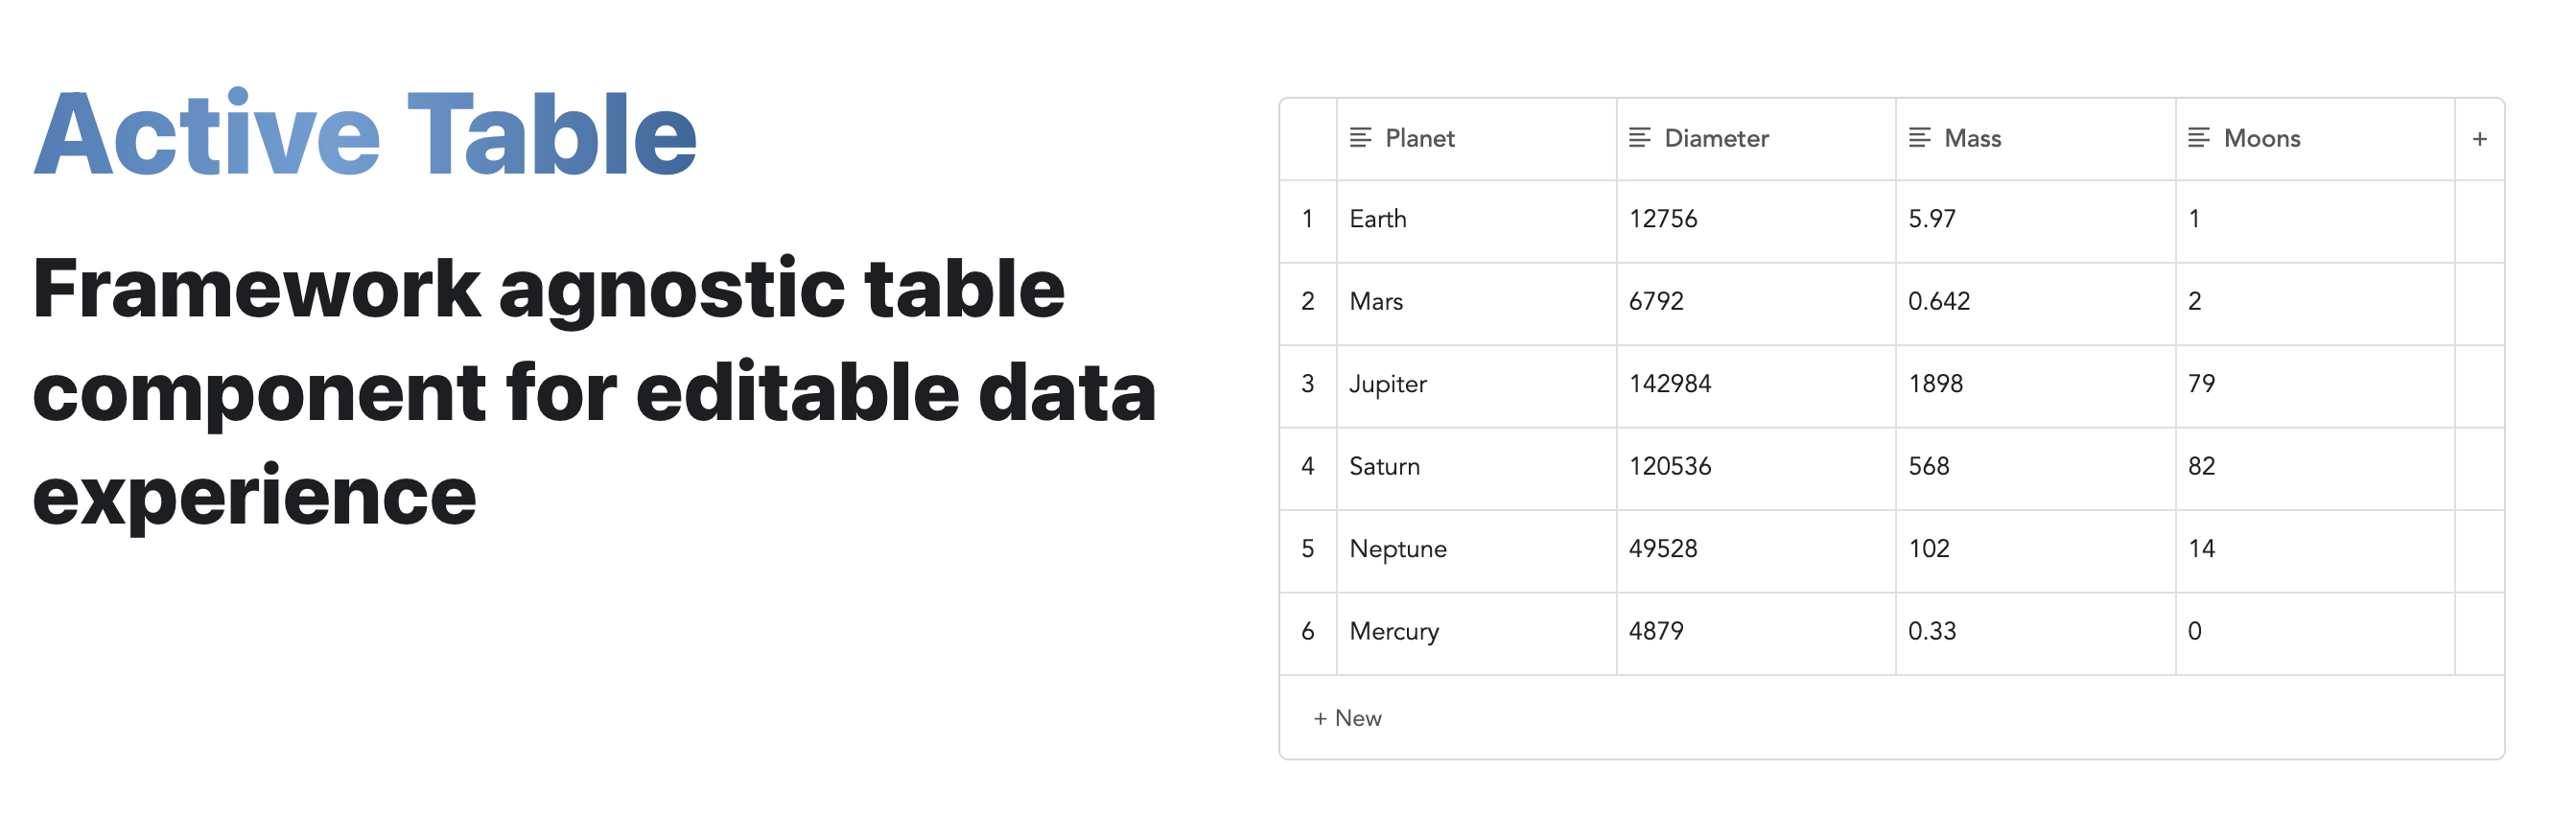 Active Table
Framework agnostic table
component for editable data
experience
Planet Diameter Mass Moons +
1 Earth 12756 5.97 1
2 Mars 6792 0.642 2
3 Jupiter 142984 1898 79
4 Saturn 120536 568 82
5 Neptune 49528 102 14
6 Mercury 4879 0.33 0
+ New